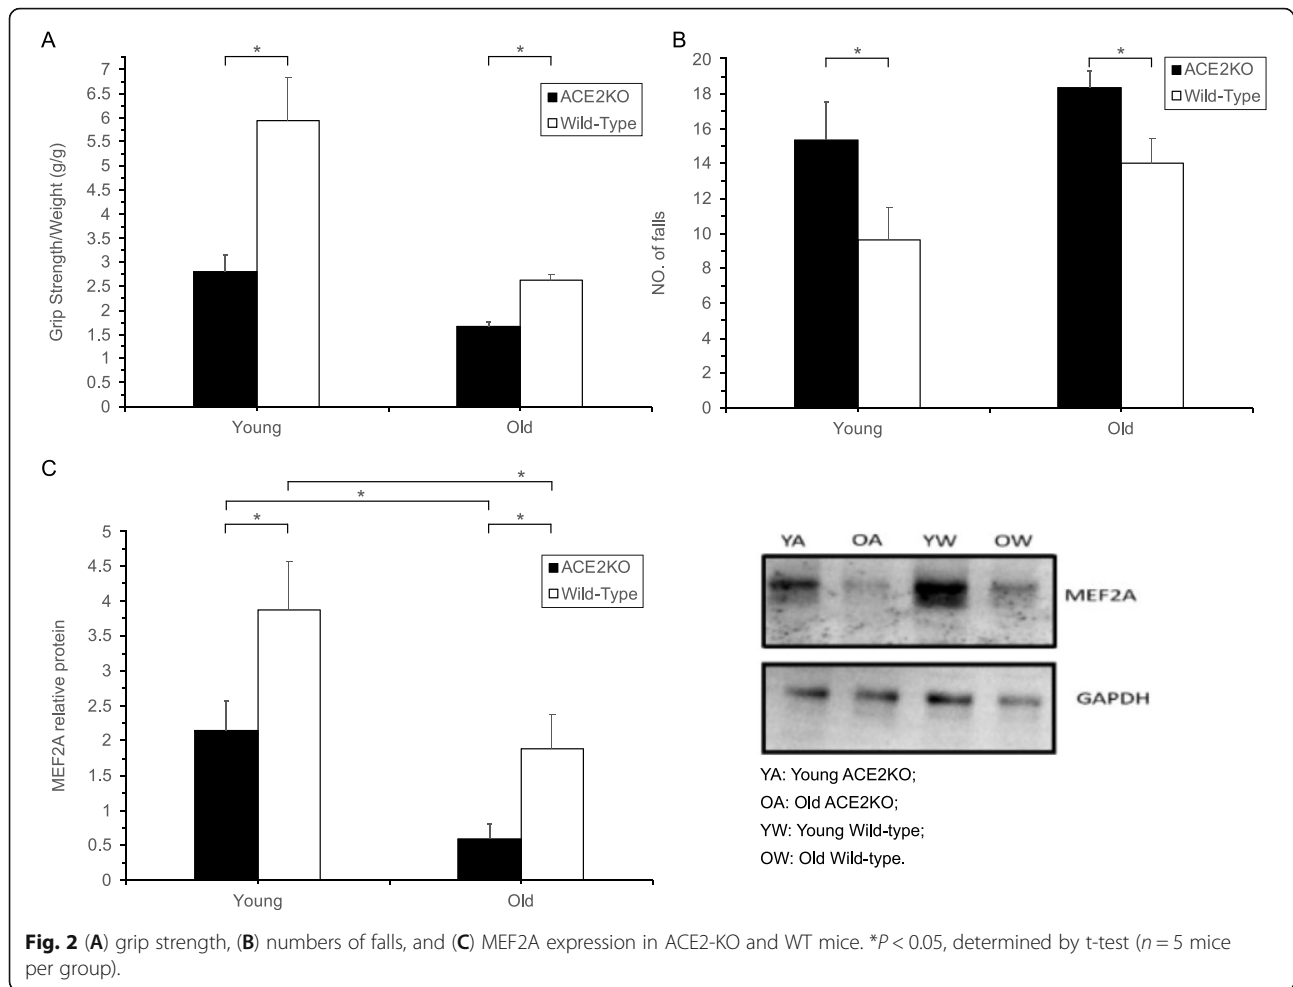 A
*
*
ACE2KO
Wild-Type
Grip Strength/Weight (g/g)
7
6.5
6
5.5
5
4.5
4
3.5
3
2.5
2
1.5
1
0.5
0
Young
Old
B
*
*
ACE2KO
Wild-Type
NO. of falls
20
18
16
14
12
10
8
6
4
2
0
Young
Old
C
*
*
*
*
ACE2KO
Wild-Type
MEF2A relative protein
5
4.5
4
3.5
3
2.5
2
1.5
1
0.5
0
Young
Old
YA OA YW OW
MEF2A
GAPDH
YA: Young ACE2KO;
OA: Old ACE2KO;
YW: Young Wild-type;
OW: Old Wild-type.
Fig. 2 (A) grip strength, (B) numbers of falls, and (C) MEF2A expression in ACE2-KO and WT mice. *P < 0.05, determined by t-test (n = 5 mice
per group).